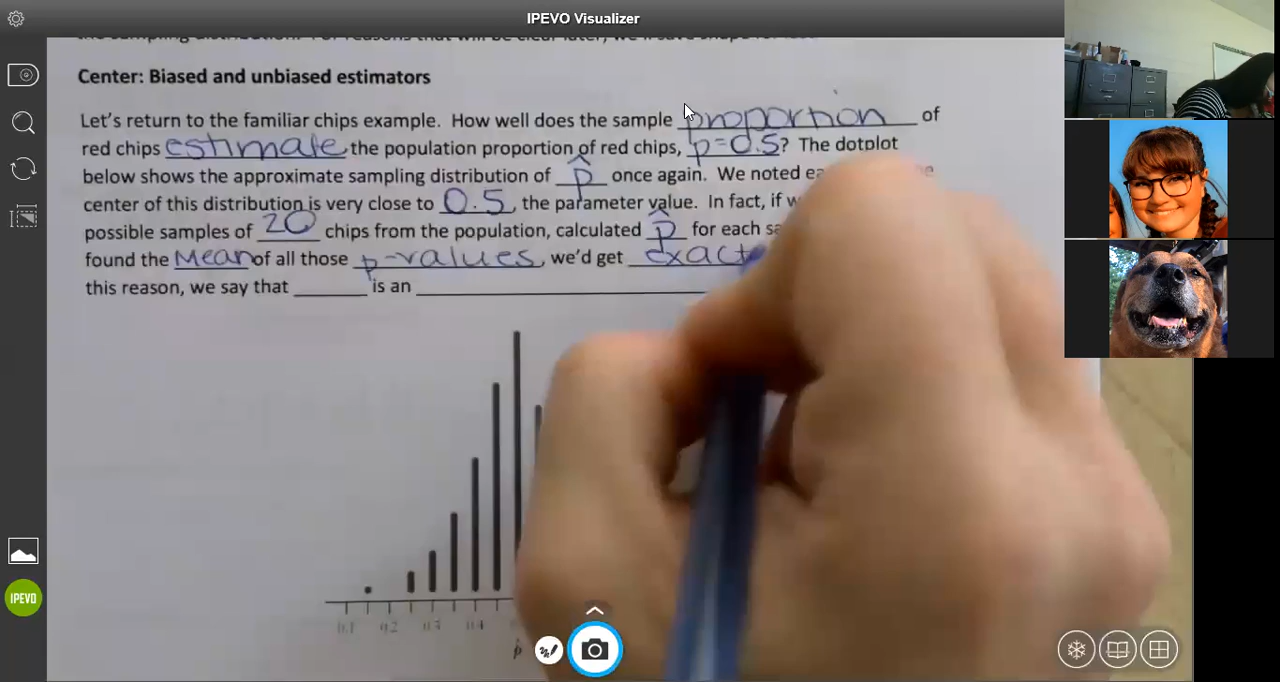 IPEVO Visualizer
Center: Biased and unbiased estimators
Let's return to the familiar chips example. How well does the sample proportion of
red chips estimate the population proportion of red chips, p=0.5? The dotplot
below shows the approximate sampling distribution of p̂ once again. We noted
center of this distribution is very close to 0.5, the parameter value. In fact, if
possible samples of 20 chips from the population, calculated p̂ for each
found the Mean of all those p-values, we'd get
this reason, we say that ______ is an ______
0.1 0.2 0.3 0.4
p̂
IPEVO